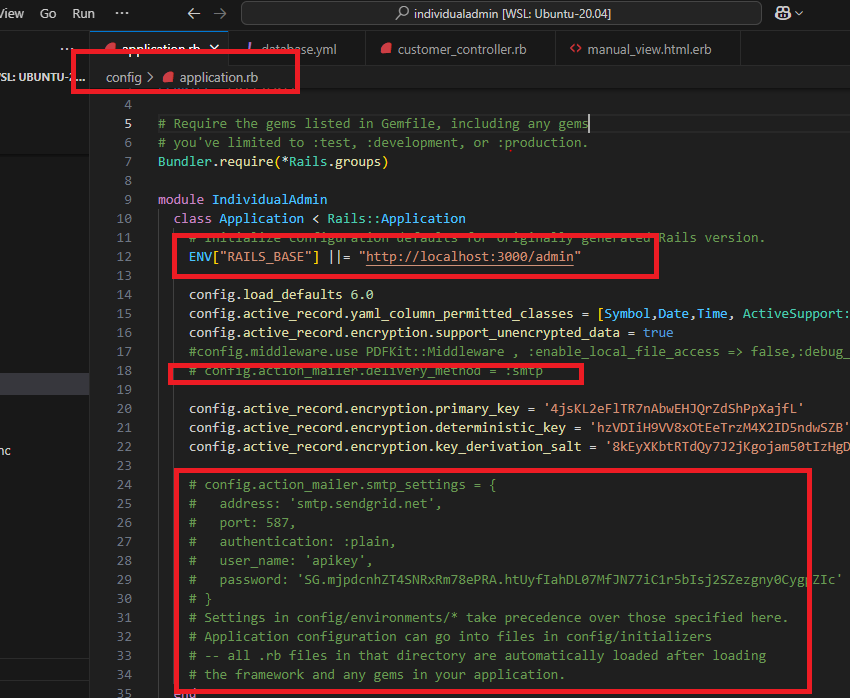 View Go Run ··· individualadmin [WSL: Ubuntu-20.04]
··· application.rb database.yml customer_controller.rb manual_view.html.erb
SL: UBUNTU-2... config > application.rb
4
5 # Require the gems listed in Gemfile, including any gems
6 # you've limited to :test, :development, or :production.
7 Bundler.require(*Rails.groups)
8
9 module IndividualAdmin
10 class Application < Rails::Application
11 # Initialize configuration defaults for originally generated Rails version.
12 ENV["RAILS_BASE"] ||= "http://localhost:3000/admin"
13
14 config.load_defaults 6.0
15 config.active_record.yaml_column_permitted_classes = [Symbol,Date,Time, ActiveSupport:
16 config.active_record.encryption.support_unencrypted_data = true
17 #config.middleware.use PDFKit::Middleware , :enable_local_file_access => false,:debug_
18 # config.action_mailer.delivery_method = :smtp
19
20 config.active_record.encryption.primary_key = '4jsKL2eFlTR7nAbwEHJQrZdShPpXajfL'
21 config.active_record.encryption.deterministic_key = 'hzVDIiH9VV8xOtEeTrzM4X2ID5ndwSZB'
22 config.active_record.encryption.key_derivation_salt = '8kEyXKbtRTdQy7J2jKgojam50tIzHgD
23
nc
24 # config.action_mailer.smtp_settings = {
25 # address: 'smtp.sendgrid.net',
26 # port: 587,
27 # authentication: :plain,
28 # user_name: 'apikey',
29 # password: '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'
30 # }
31 # Settings in config/environments/* take precedence over those specified here.
32 # Application configuration can go into files in config/initializers
33 # -- all .rb files in that directory are automatically loaded after loading
34 # the framework and any gems in your application.
35 end